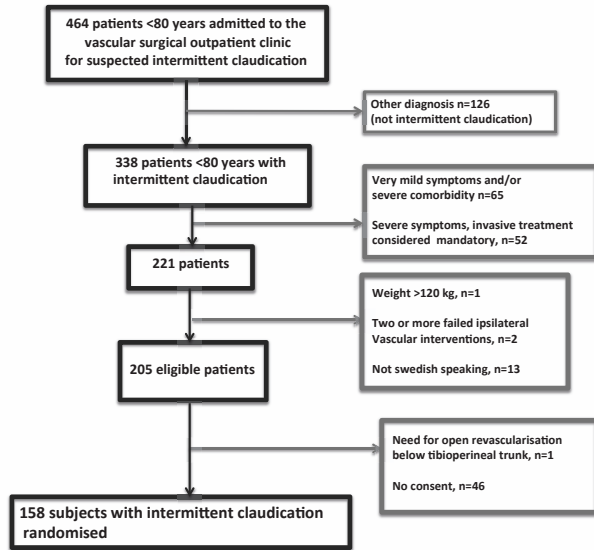 464 patients <80 years admitted to the
vascular surgical outpatient clinic
for suspected intermittent claudication
Other diagnosis n=126
(not intermittent claudication)
338 patients <80 years with
intermittent claudication
Very mild symptoms and/or
severe comorbidity n=65
Severe symptoms, invasive treatment
considered mandatory, n=52
221 patients
Weight >120 kg, n=1
Two or more failed ipsilateral
Vascular interventions, n=2
Not swedish speaking, n=13
205 eligible patients
Need for open revascularisation
below tibioperineal trunk, n=1
No consent, n=46
158 subjects with intermittent claudication
randomised